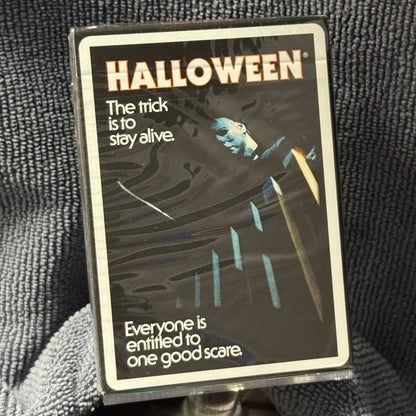 HALLOWEEN®
The trick
is to
stay alive.
Everyone is
entitled to
one good scare.